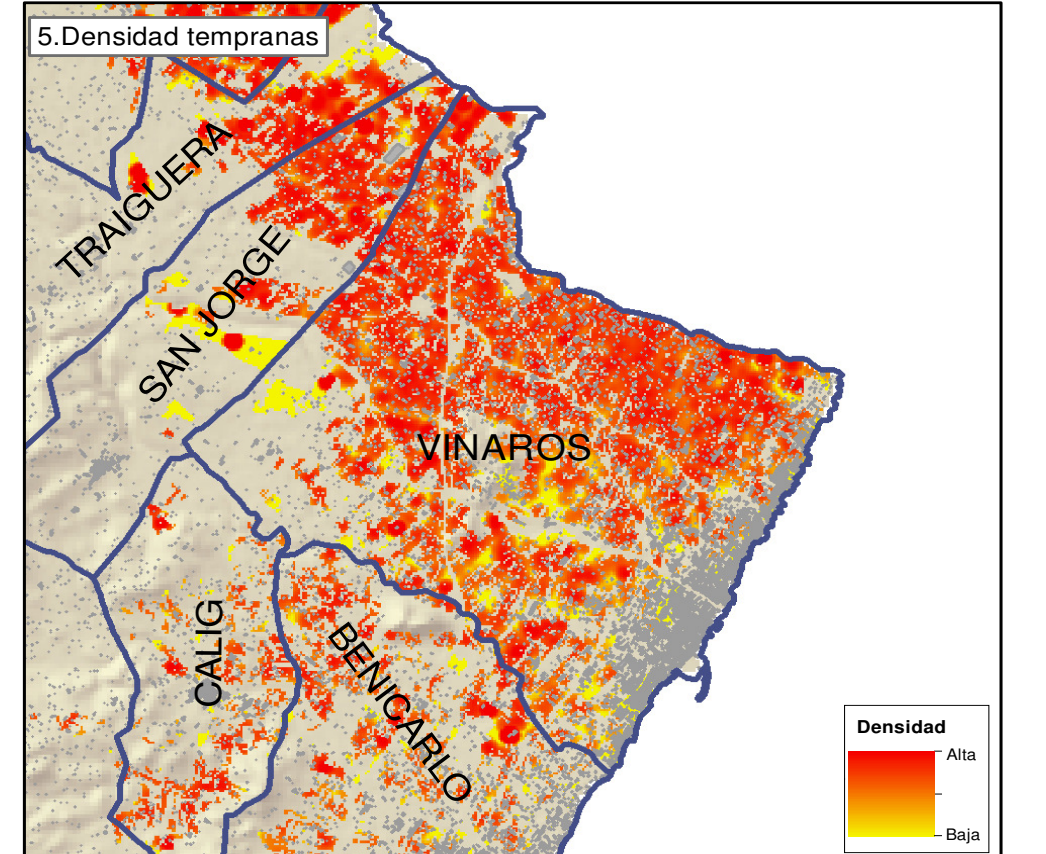 5.Densidad tempranas
TRAIGUERA
SAN JORGE
VINAROS
CALIG
BENICARLO
Densidad
Alta
Baja